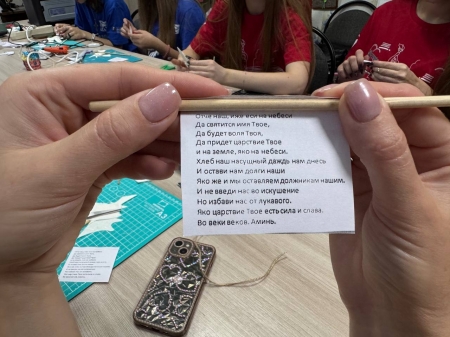 Отче наш, иже еси на небеси
Да святится имя Твое,
Да будет воля Твоя,
Да придет царствие Твое
и на земле, яко на небеси.
Хлеб наш насущный даждь нам днесь
И остави нам долги наши
Яко же и мы оставляем должникам нашим.
И не введи нас во искушение
Но избави нас от лукавого.
Яко царствие Твое есть сила и слава,
Во веки веков. Аминь.